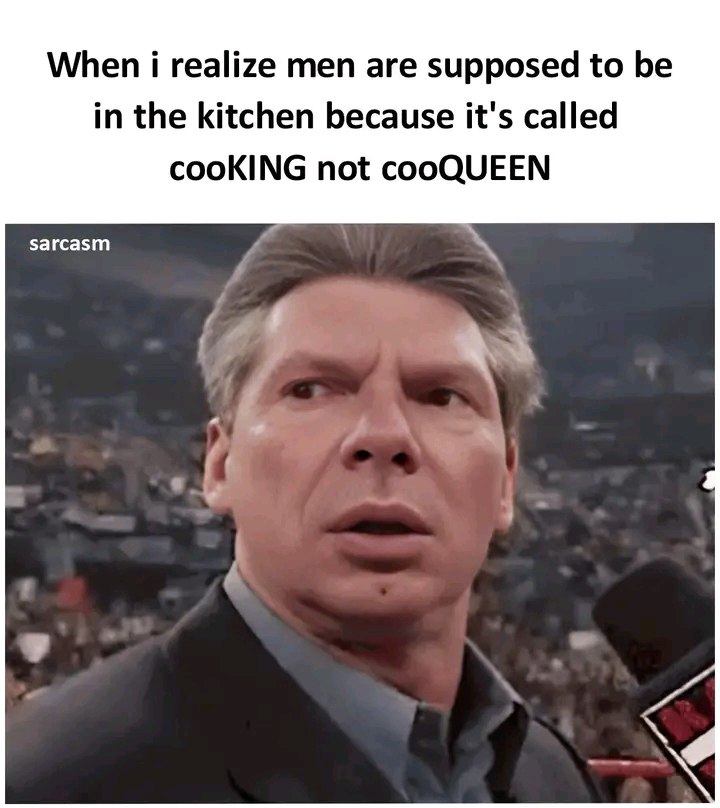 When i realize men are supposed to be
in the kitchen because it's called
cooKING not cooQUEEN
sarcasm